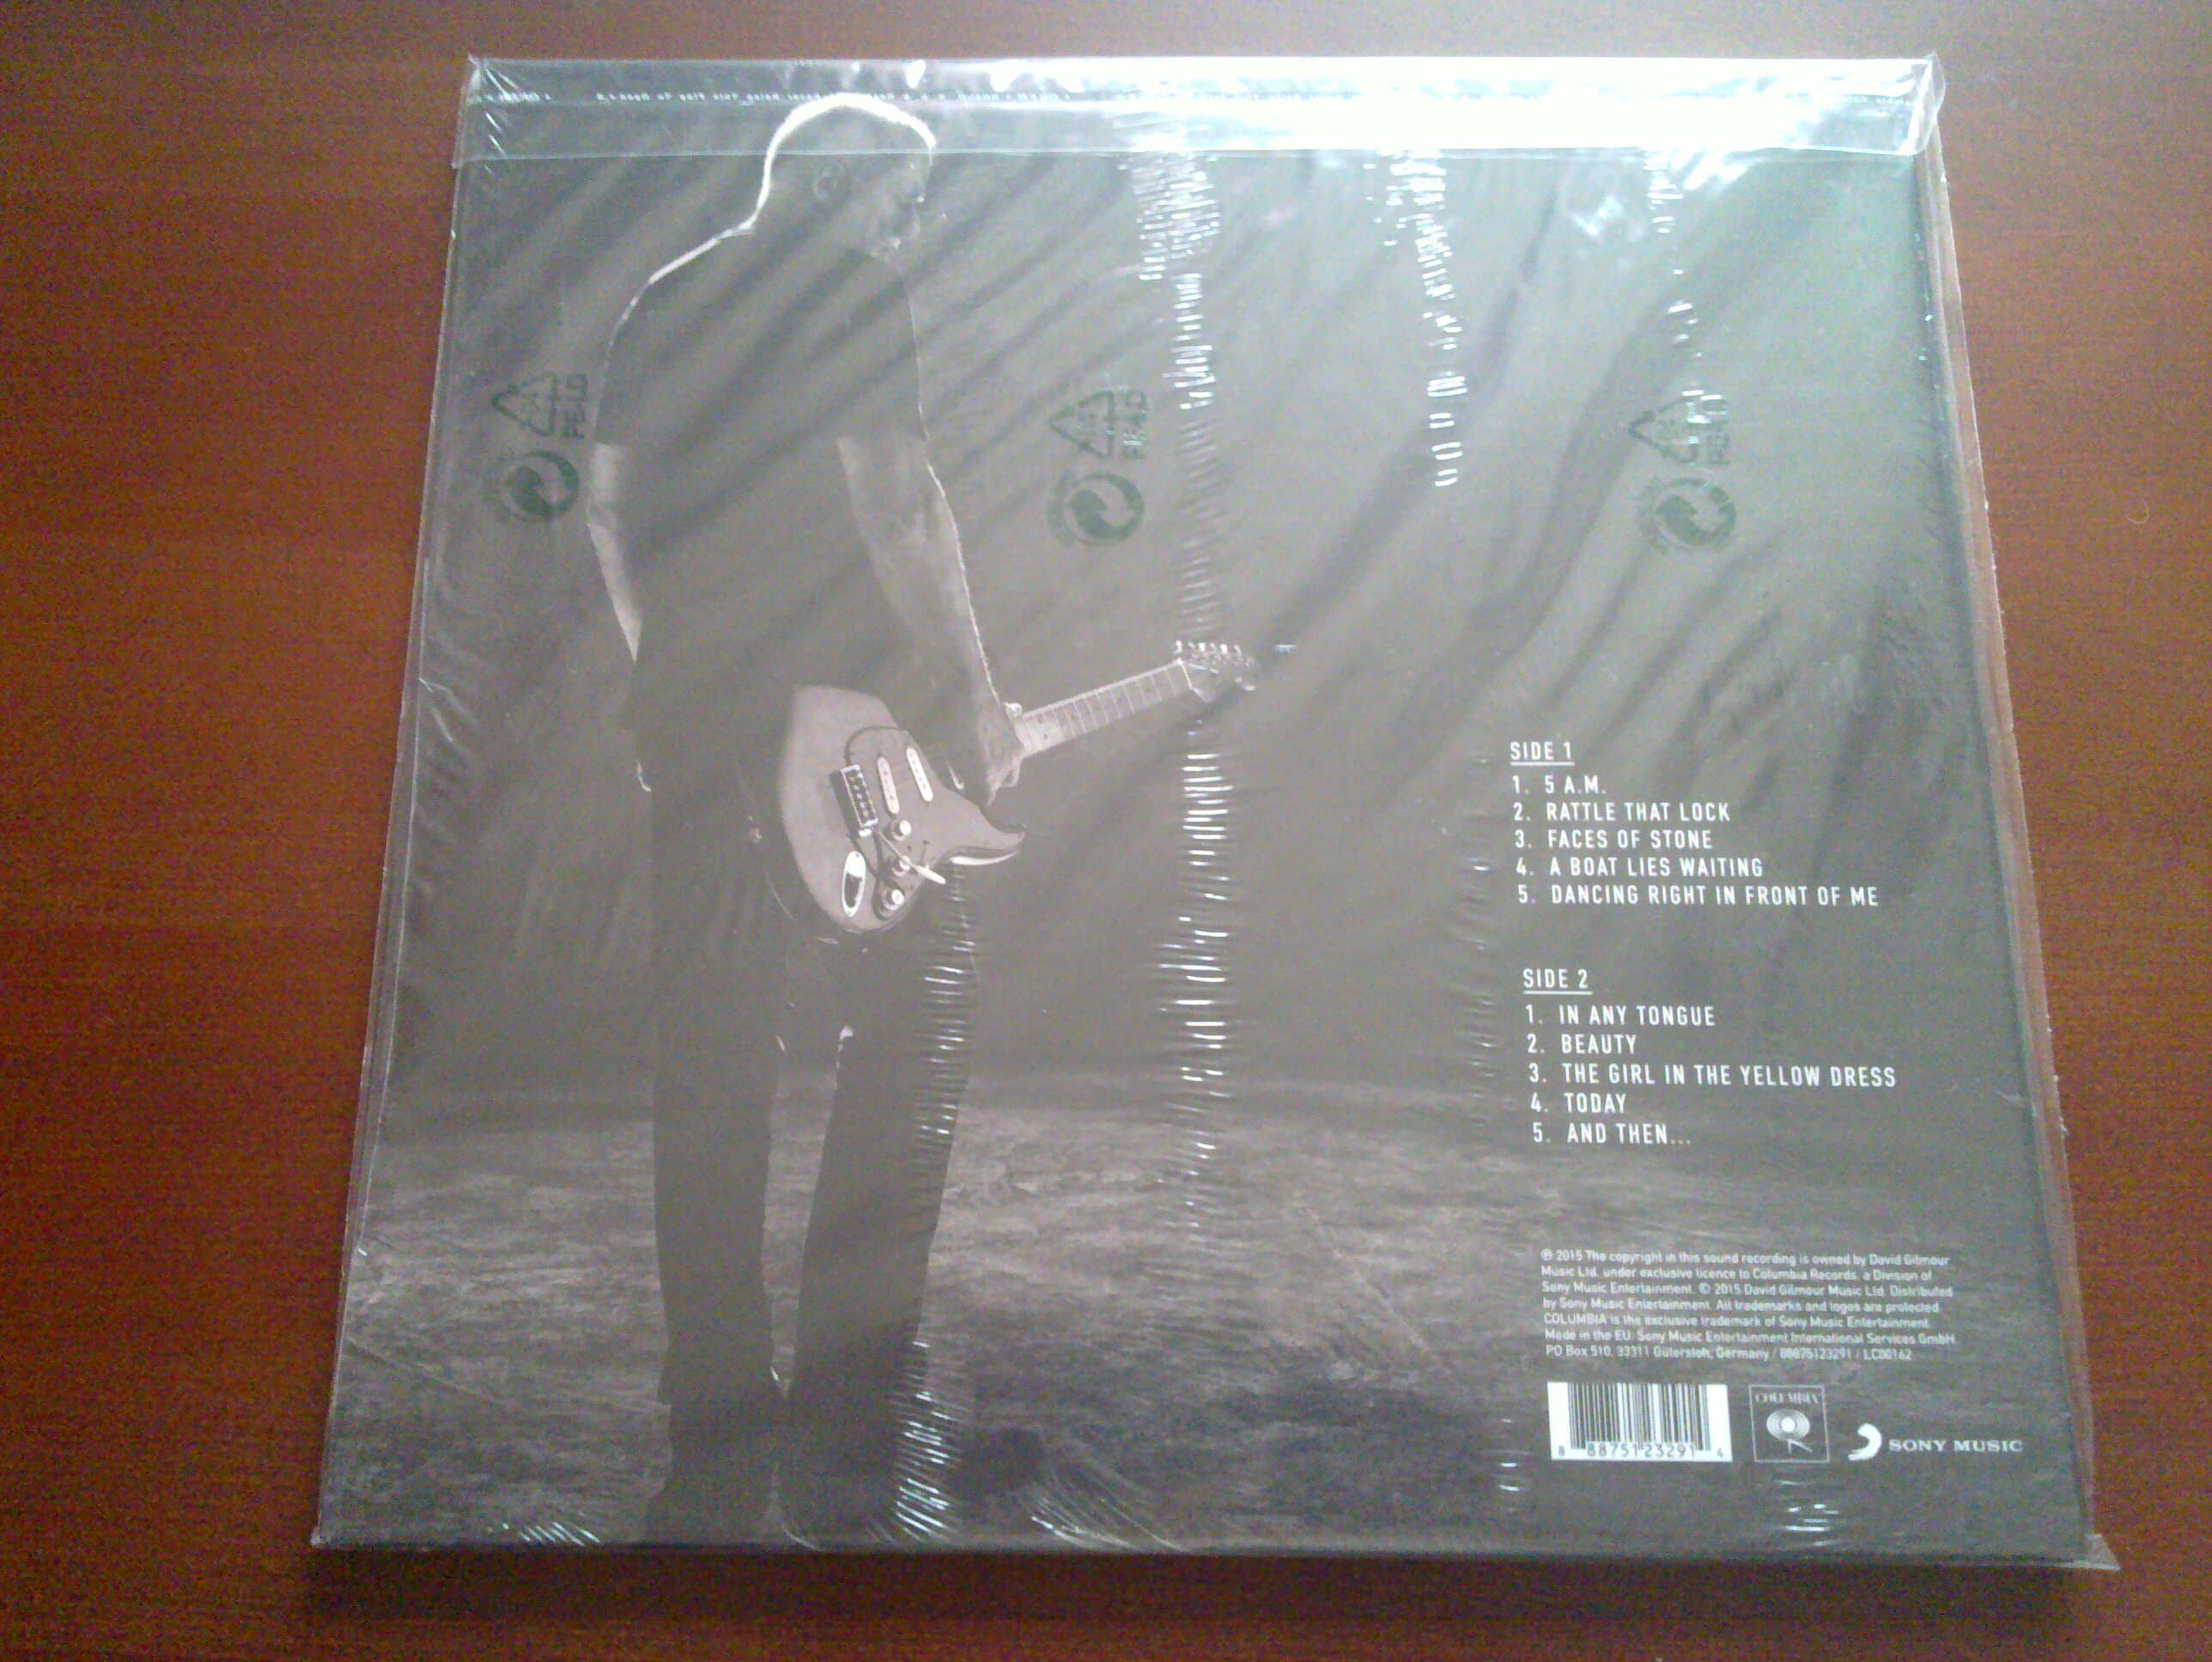 PE-LD
PE-LD
PE-LD
SIDE 1
1. 5 A.M.
2. RATTLE THAT LOCK
3. FACES OF STONE
4. A BOAT LIES WAITING
5. DANCING RIGHT IN FRONT OF ME
SIDE 2
1. IN ANY TONGUE
2. BEAUTY
3. THE GIRL IN THE YELLOW DRESS
4. TODAY
5. AND THEN...
℗ 2015 The copyright in this sound recording is owned by David Gilmour
Music Ltd. under exclusive licence to Columbia Records, a Division of
Sony Music Entertainment. © 2015 David Gilmour Music Ltd. Distributed
by Sony Music Entertainment. All trademarks and logos are protected.
COLUMBIA is the exclusive trademark of Sony Music Entertainment.
Made in the EU. Sony Music Entertainment International Services GmbH.
PO Box 510, 33311 Gütersloh, Germany / 88875123291 / LC00162
8 88751 23291 4
COLUMBIA
SONY MUSIC